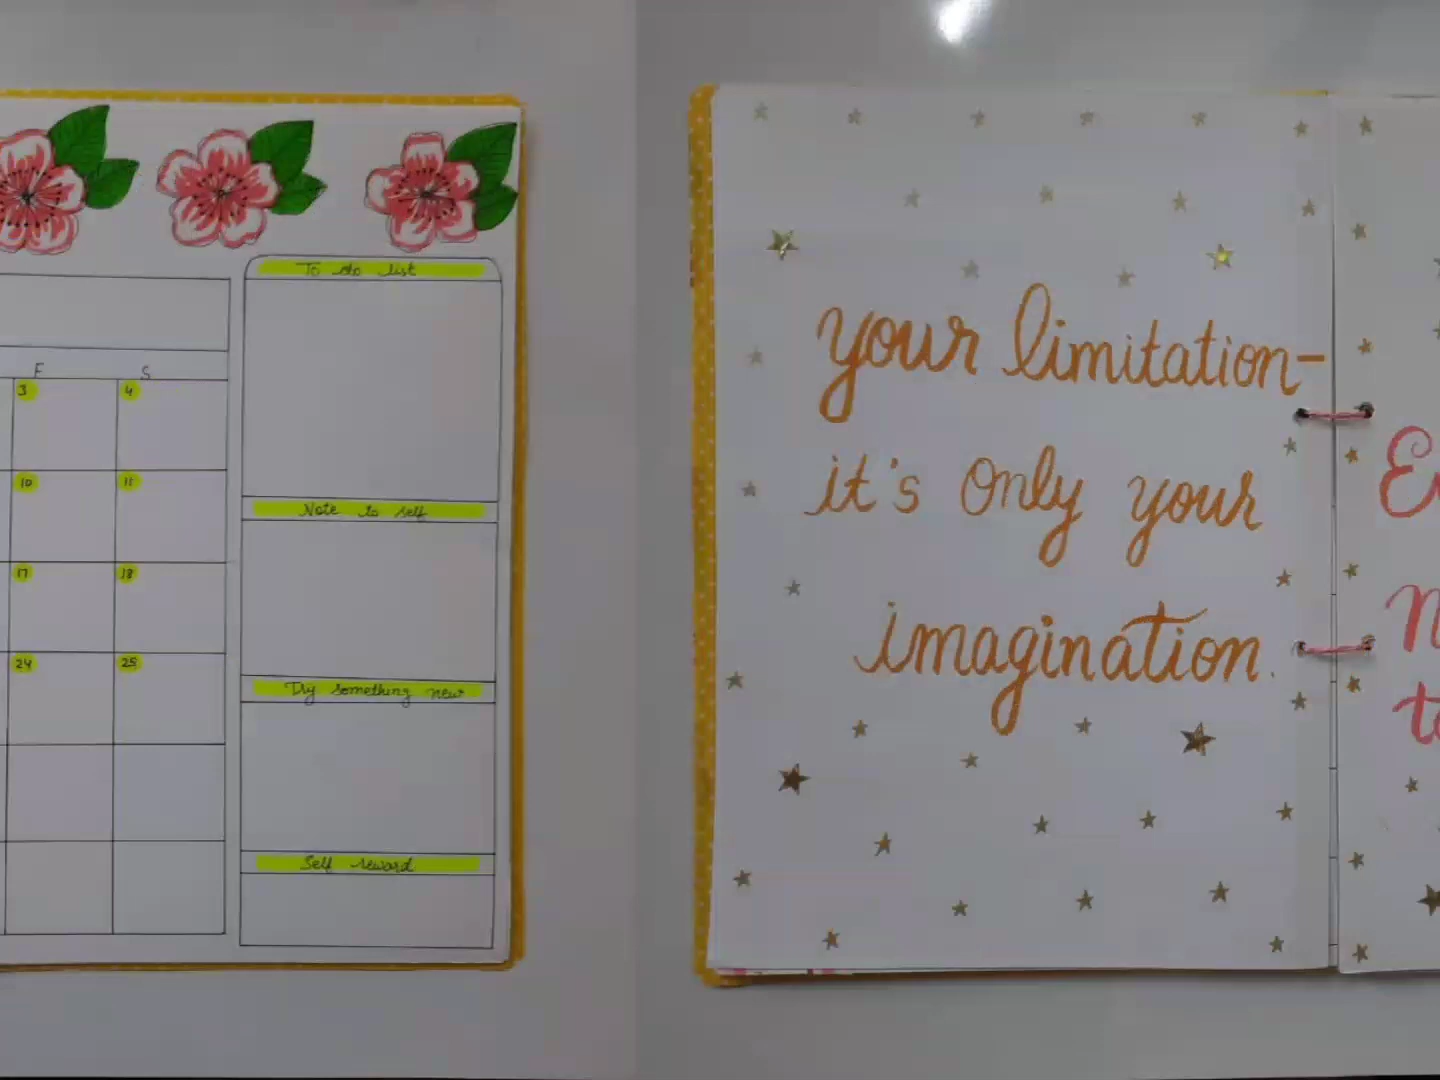 To do list
F S
3 4
10 11
17 18
24 25
Note to self
Try something new
Self reward
your limitation-
it's only your
imagination.